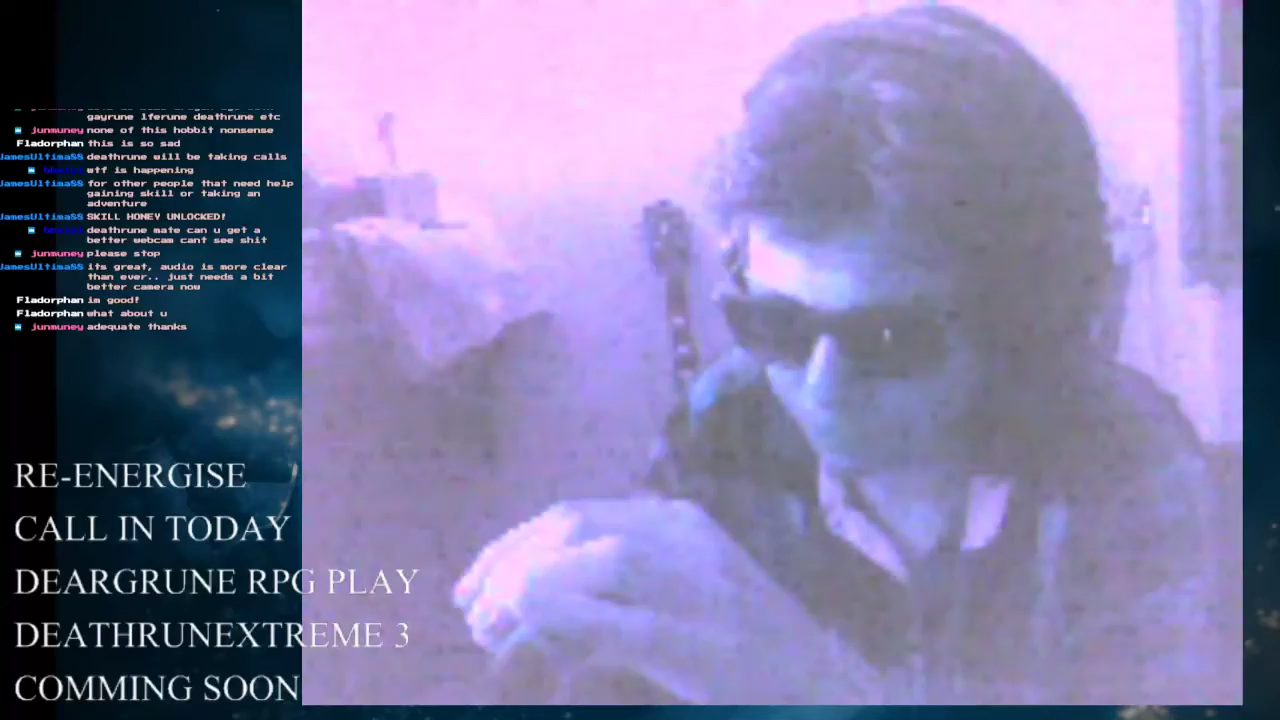 gayrune lferune deathrune etc
junmuney none of this hobbit nonsense
Fladorphan this is so sad
JamesUltima88 deathrune will be taking calls
wtf is happening
JamesUltima88 for other people that need help
gaining skill or taking an
adventure
JamesUltima88 SKILL HONEY UNLOCKED!
deathrune mate can u get a
better webcam cant see shit
junmuney please stop
JamesUltima88 its great, audio is more clear
than ever.. just needs a bit
better camera now
Fladorphan im good!
Fladorphan what about u
junmuney adequate thanks
RE-ENERGISE
CALL IN TODAY
DEARGRUNE RPG PLAY
DEATHRUNEXTREME 3
COMMING SOON